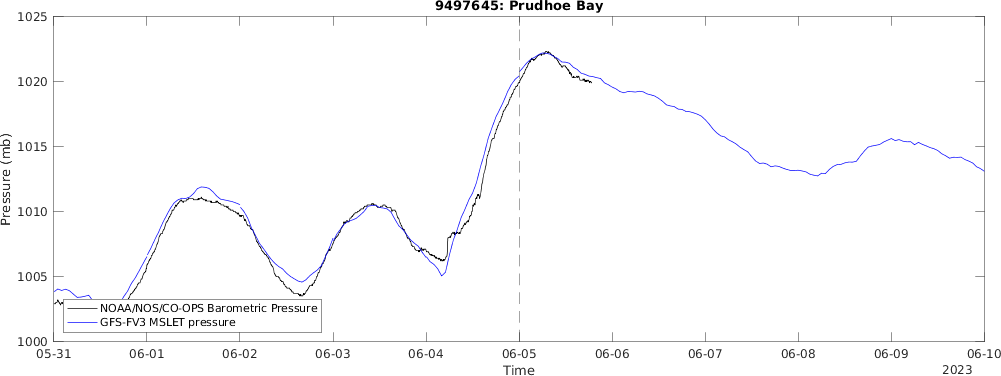 9497645: Prudhoe Bay
Pressure (mb)
1025
1020
1015
1010
1005
1000
NOAA/NOS/CO-OPS Barometric Pressure
GFS-FV3 MSLET pressure
05-31 06-01 06-02 06-03 06-04 06-05 06-06 06-07 06-08 06-09 06-10
Time
2023